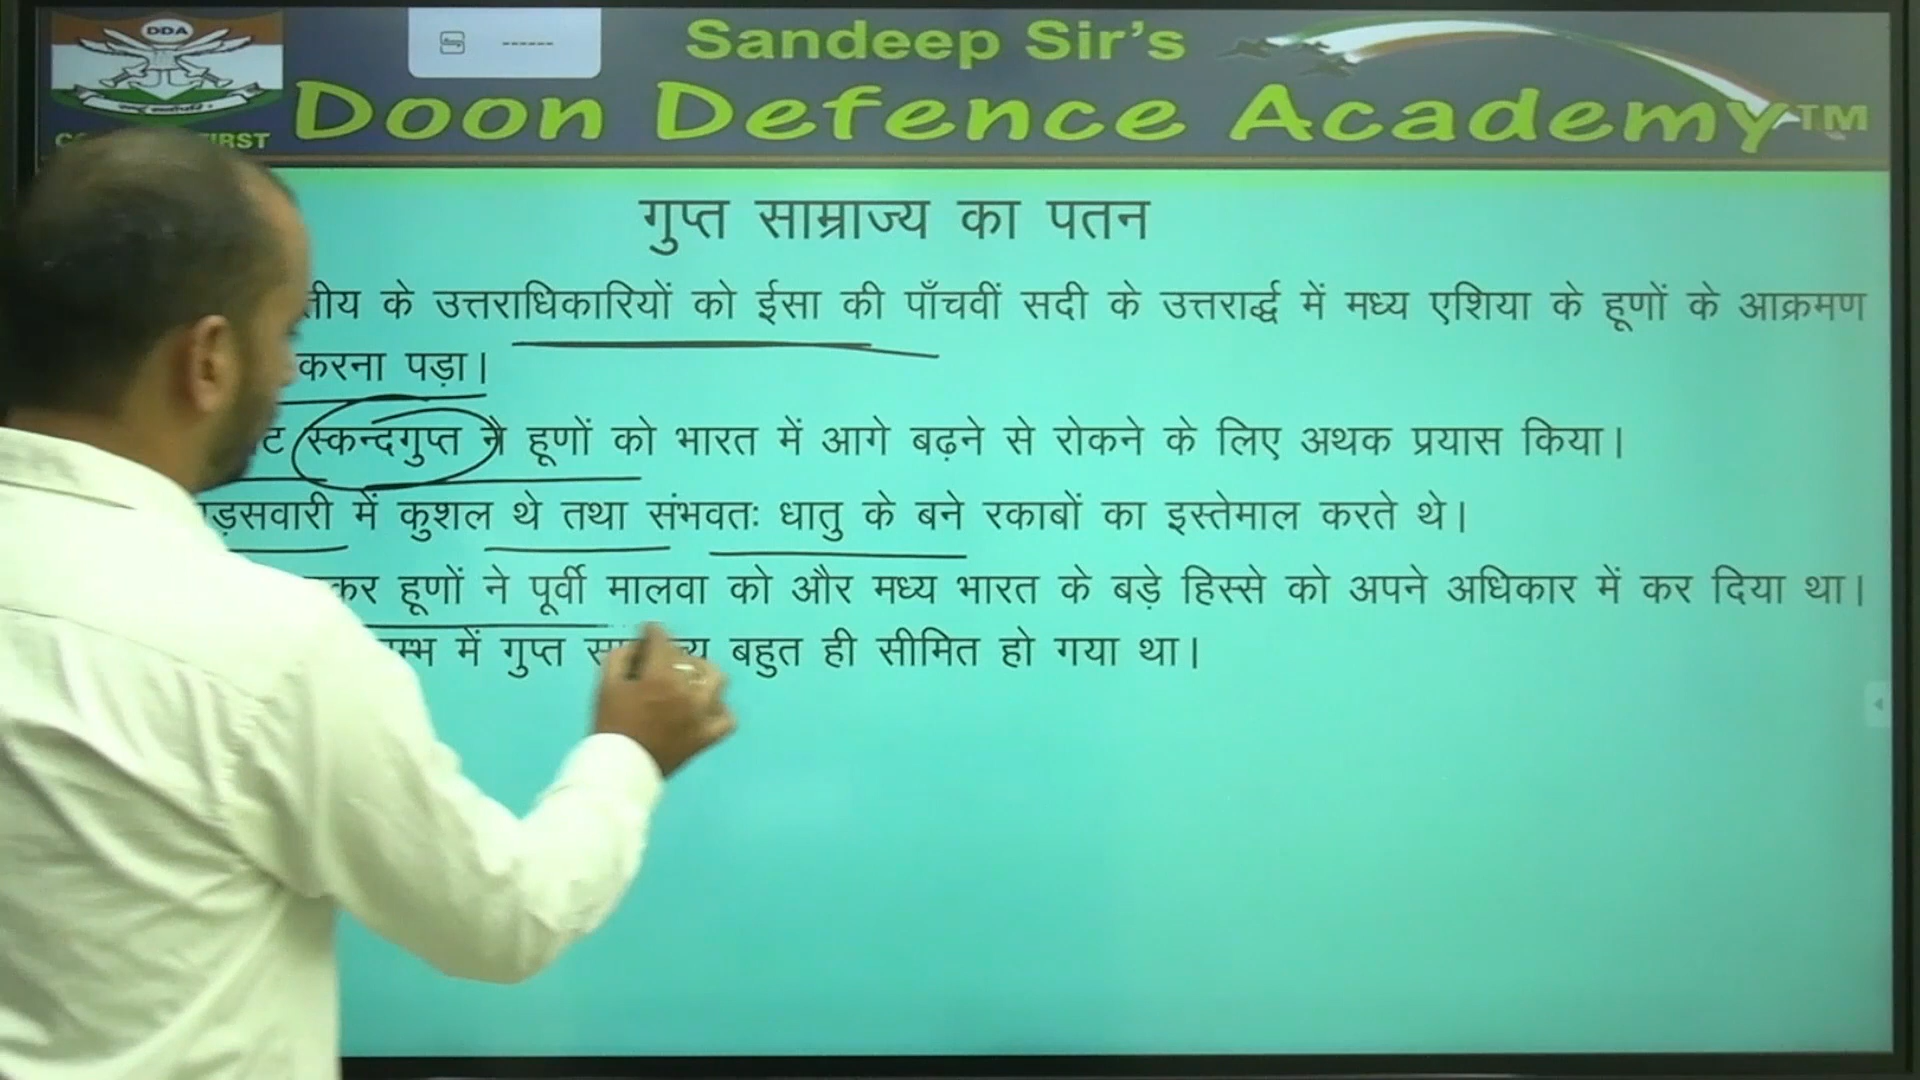 DDA
Sandeep Sir's
Doon Defence Academy™
गुप्त साम्राज्य का पतन
के उत्तराधिकारियों को ईसा की पाँचवीं सदी के उत्तरार्द्ध में मध्य एशिया के हूणों के आक्रमण
करना पड़ा।
स्कन्दगुप्त ने हूणों को भारत में आगे बढ़ने से रोकने के लिए अथक प्रयास किया।
में कुशल थे तथा संभवतः धातु के बने रकाबों का इस्तेमाल करते थे।
हूणों ने पूर्वी मालवा को और मध्य भारत के बड़े हिस्से को अपने अधिकार में कर दिया था।
में गुप्त बहुत ही सीमित हो गया था।